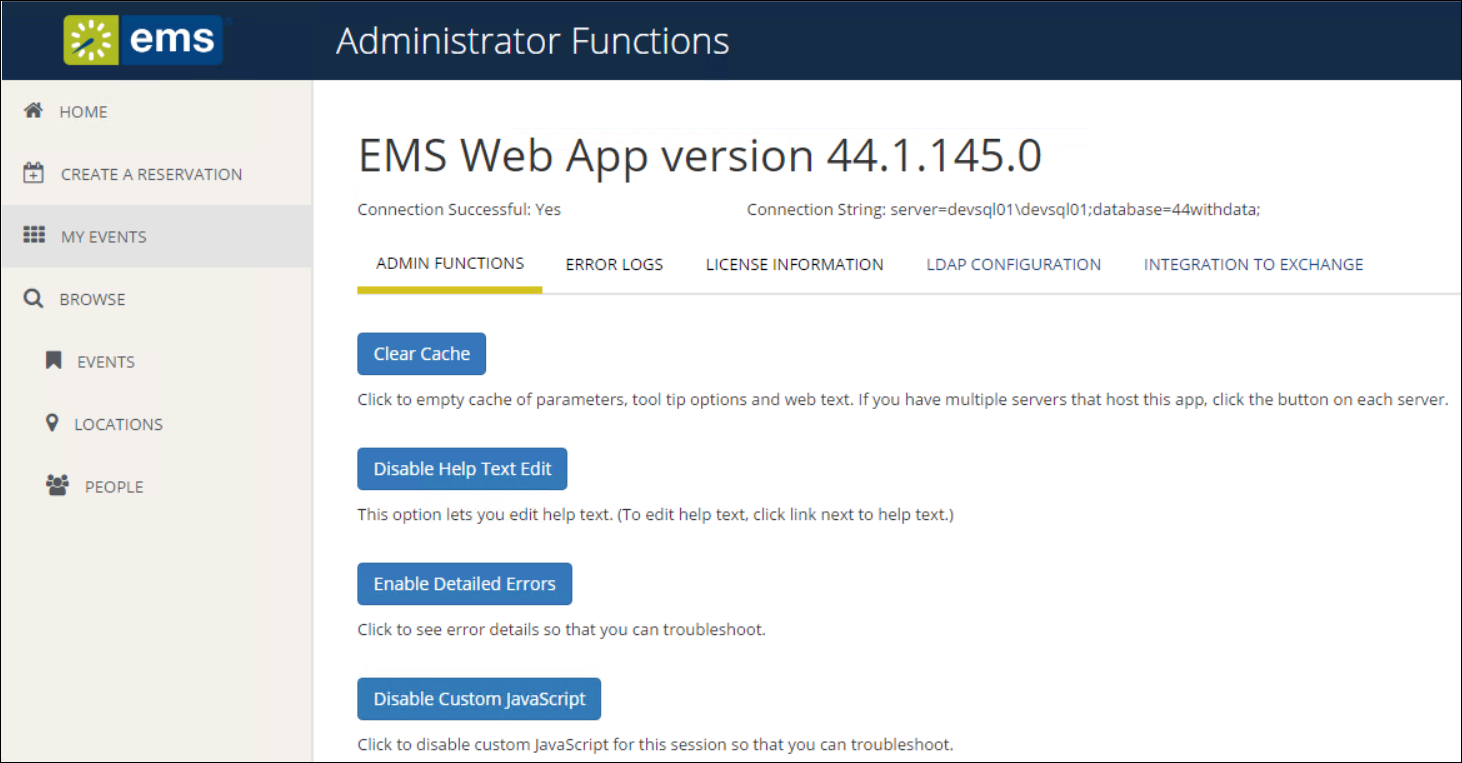 ems
Administrator Functions
HOME
CREATE A RESERVATION
MY EVENTS
BROWSE
EVENTS
LOCATIONS
PEOPLE
EMS Web App version 44.1.145.0
Connection Successful: Yes
Connection String: server=devsql01\devsql01;database=44withdata;
ADMIN FUNCTIONS
ERROR LOGS
LICENSE INFORMATION
LDAP CONFIGURATION
INTEGRATION TO EXCHANGE
Clear Cache
Click to empty cache of parameters, tool tip options and web text. If you have multiple servers that host this app, click the button on each server.
Disable Help Text Edit
This option lets you edit help text. (To edit help text, click link next to help text.)
Enable Detailed Errors
Click to see error details so that you can troubleshoot.
Disable Custom JavaScript
Click to disable custom JavaScript for this session so that you can troubleshoot.